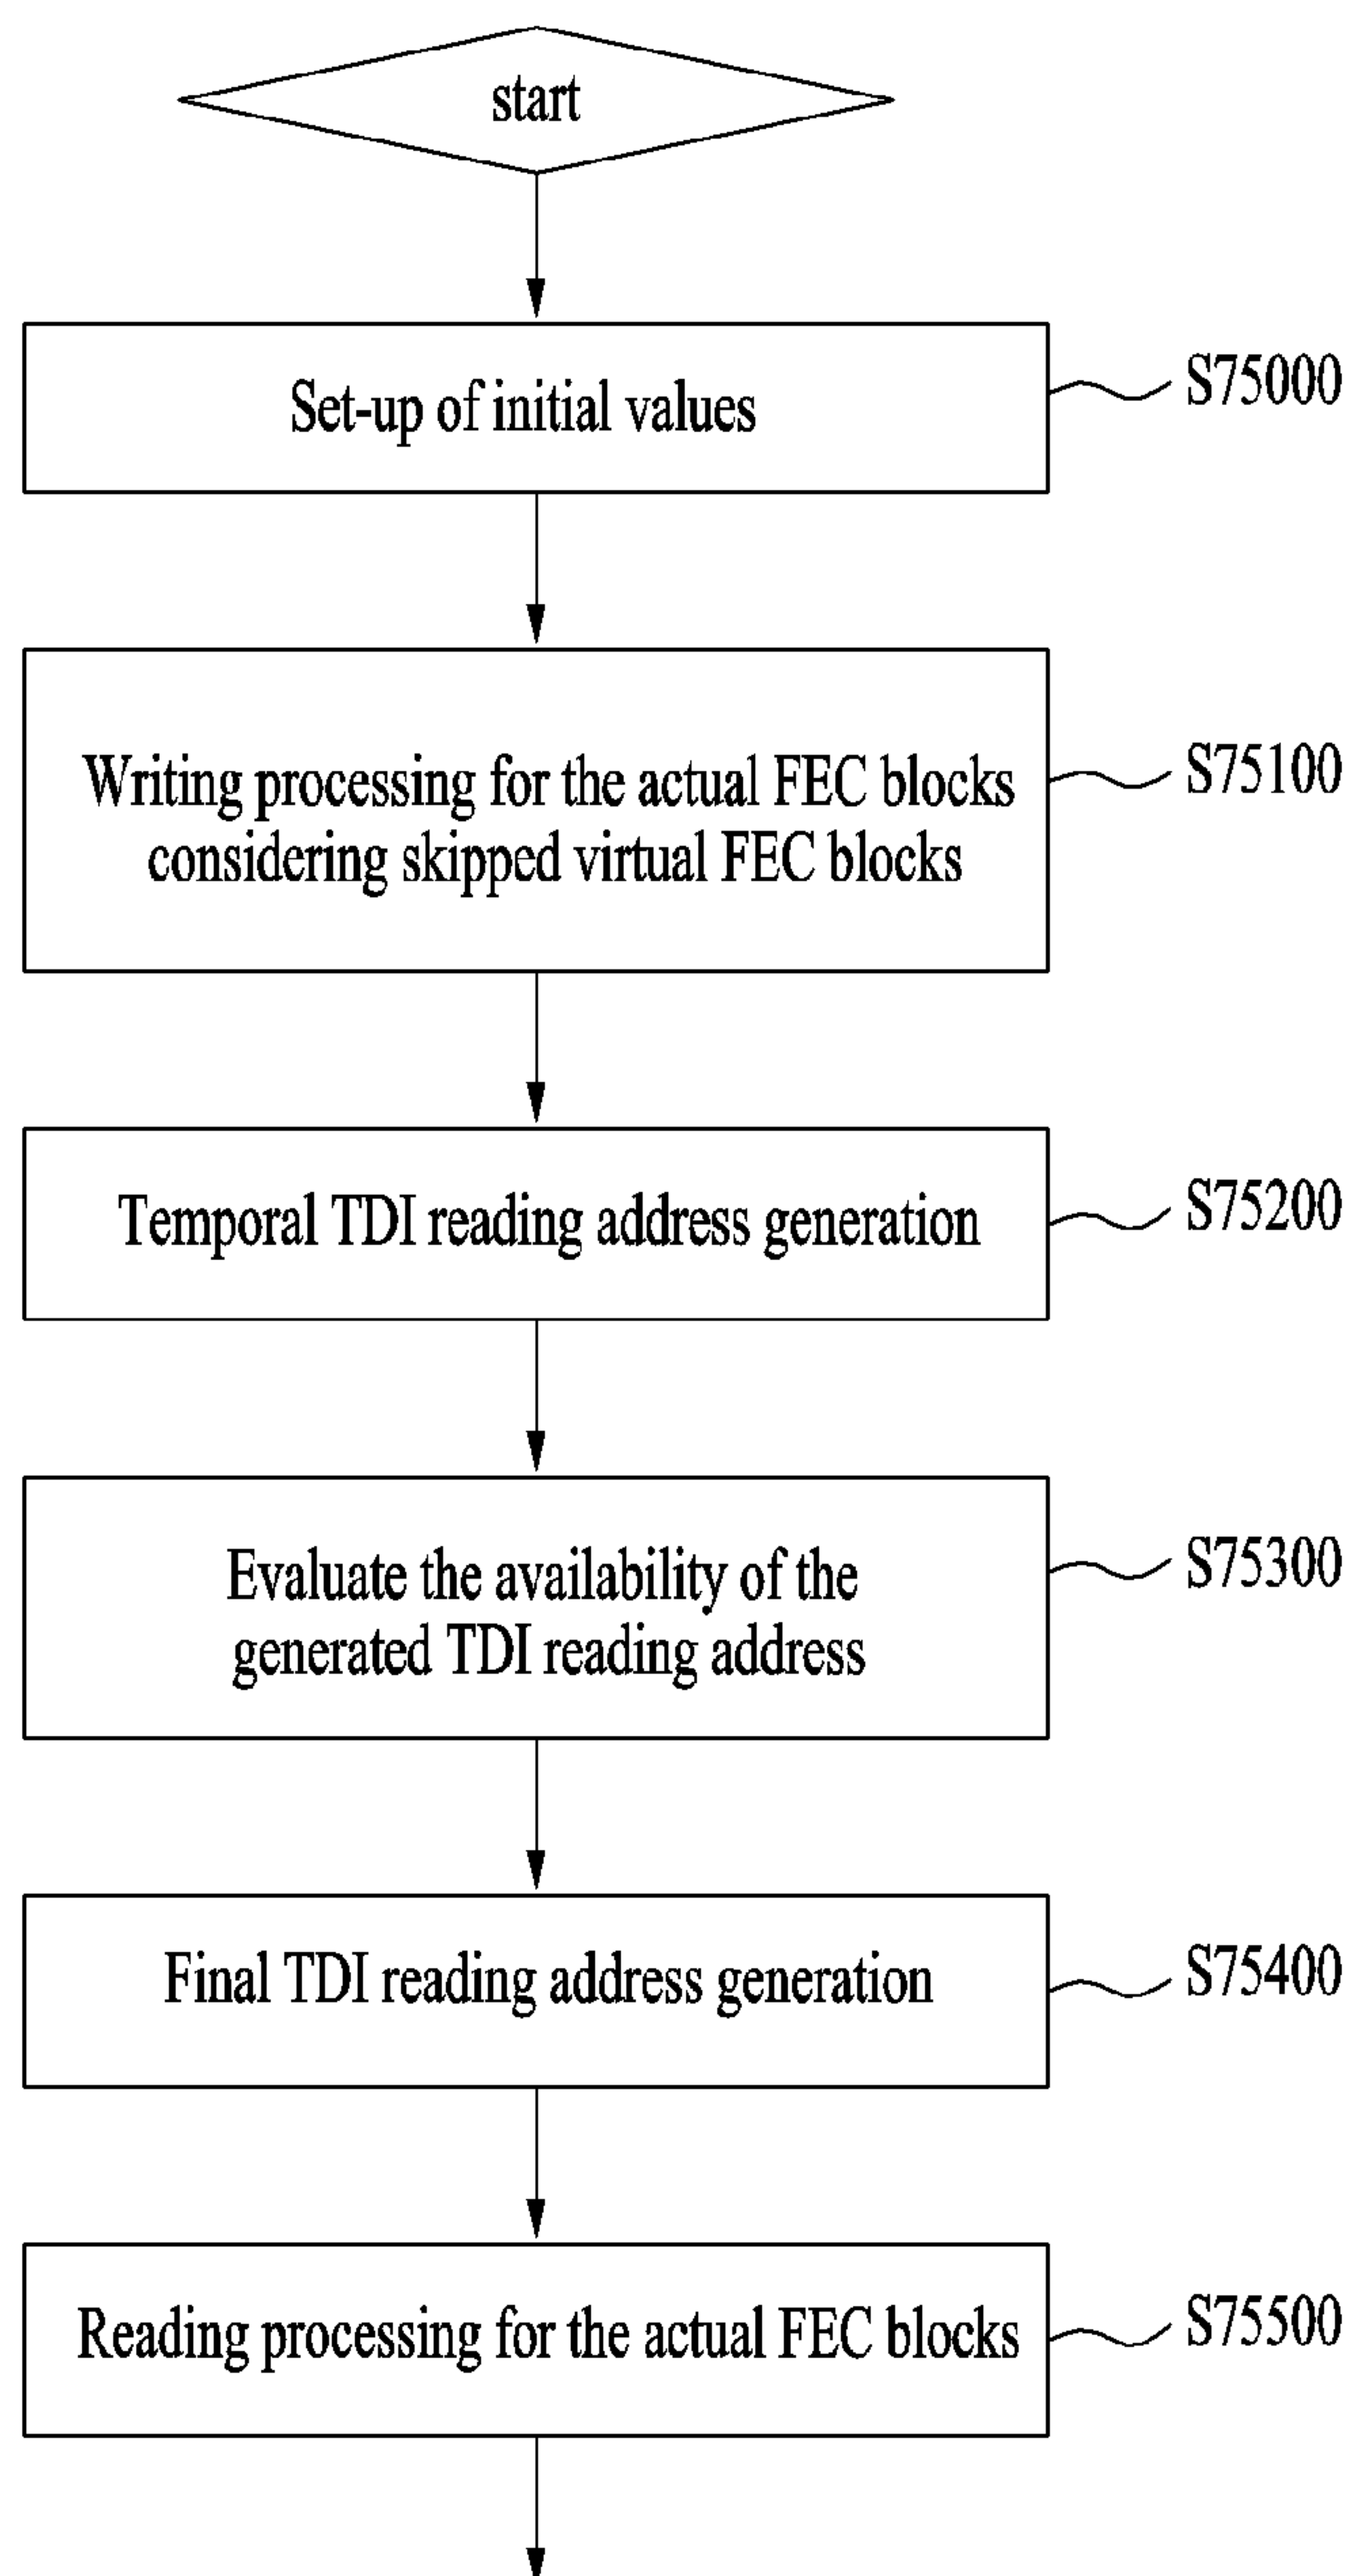 start
Set-up of initial values
S75000
Writing processing for the actual FEC blocks
considering skipped virtual FEC blocks
S75100
Temporal TDI reading address generation
S75200
Evaluate the availability of the
generated TDI reading address
S75300
Final TDI reading address generation
S75400
Reading processing for the actual FEC blocks
S75500